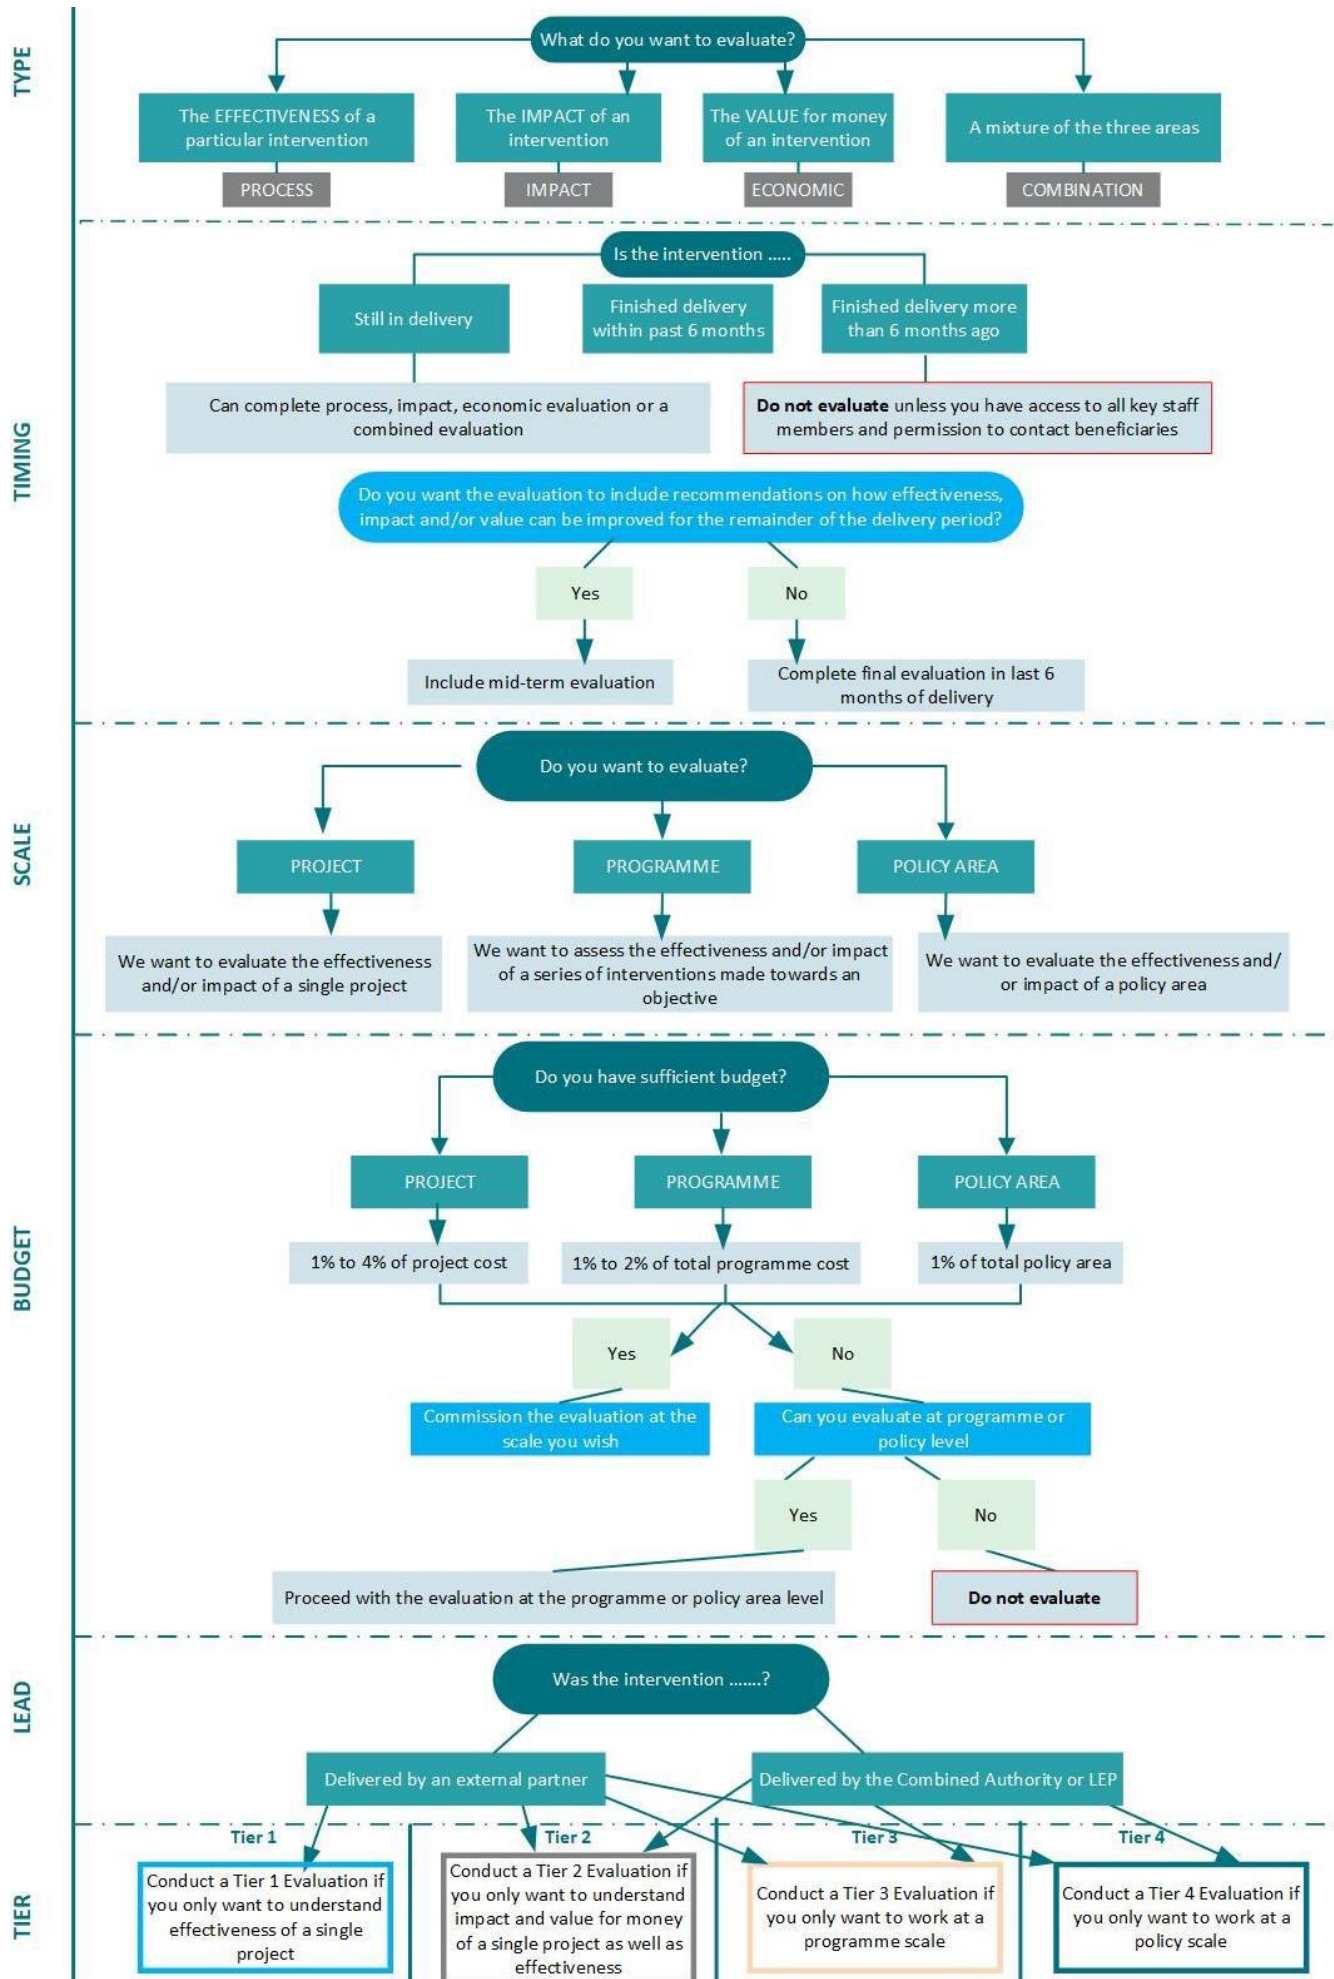 TYPE
What do you want to evaluate?
The EFFECTIVENESS of a
particular intervention
The IMPACT of an
intervention
The VALUE for money
of an intervention
A mixture of the three areas
PROCESS
IMPACT
ECONOMIC
COMBINATION
TIMING
Is the intervention .....
Still in delivery
Finished delivery
within past 6 months
Finished delivery more
than 6 months ago
Can complete process, impact, economic evaluation or a
combined evaluation
Do not evaluate unless you have access to all key staff
members and permission to contact beneficiaries
Do you want the evaluation to include recommendations on how effectiveness,
impact and/or value can be improved for the remainder of the delivery period?
Yes
No
Include mid-term evaluation
Complete final evaluation in last 6
months of delivery
SCALE
Do you want to evaluate?
PROJECT
PROGRAMME
POLICY AREA
We want to evaluate the effectiveness
and/or impact of a single project
We want to assess the effectiveness and/or impact
of a series of interventions made towards an
objective
We want to evaluate the effectiveness and/
or impact of a policy area
BUDGET
Do you have sufficient budget?
PROJECT
PROGRAMME
POLICY AREA
1% to 4% of project cost
1% to 2% of total programme cost
1% of total policy area
Yes
No
Commission the evaluation at the
scale you wish
Can you evaluate at programme or
policy level
Yes
No
Proceed with the evaluation at the programme or policy area level
Do not evaluate
LEAD
Was the intervention .......?
Delivered by an external partner
Delivered by the Combined Authority or LEP
TIER
Tier 1
Tier 2
Tier 3
Tier 4
Conduct a Tier 1 Evaluation if
you only want to understand
effectiveness of a single
project
Conduct a Tier 2 Evaluation if
you only want to understand
impact and value for money
of a single project as well as
effectiveness
Conduct a Tier 3 Evaluation if
you only want to work at a
programme scale
Conduct a Tier 4 Evaluation if
you only want to work at a
policy scale